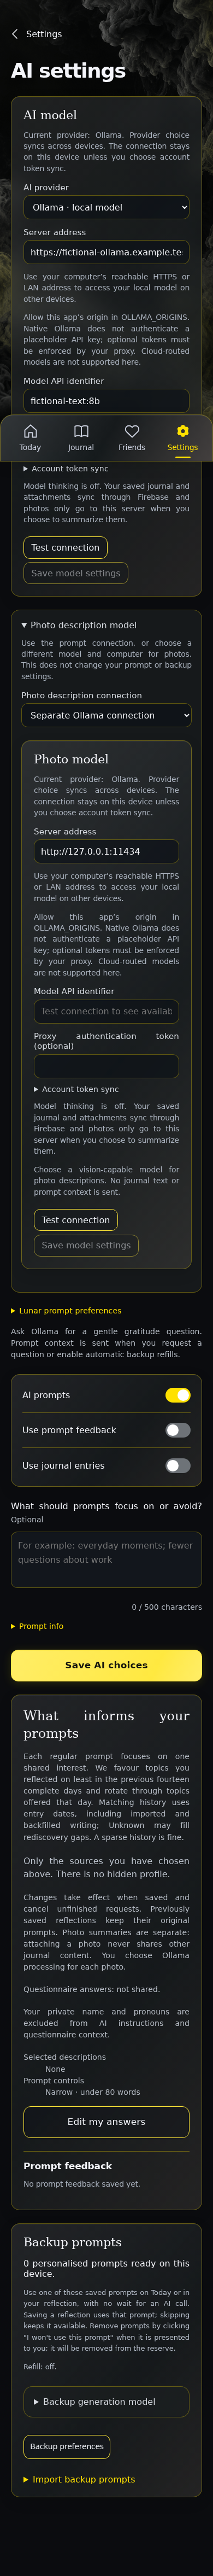 Settings
AI settings
AI model
Current provider: Ollama. Provider choice
syncs across devices. The connection stays
on this device unless you choose account
token sync.
AI provider
Ollama · local model
Server address
https://fictional-ollama.example.te
Use your computer's reachable HTTPS or
LAN address to access your local model on
other devices.
Allow this app's origin in OLLAMA_ORIGINS.
Native Ollama does not authenticate a
placeholder API key; optional tokens must
be enforced by your proxy. Cloud-routed
models are not supported here.
Model API identifier
fictional-text:8b
Today
Journal
Friends
Settings
Account token sync
Model thinking is off. Your saved journal and
attachments sync through Firebase and
photos only go to this server when you
choose to summarize them.
Test connection
Save model settings
Photo description model
Use the prompt connection, or choose a
different model and computer for photos.
This does not change your prompt or backup
settings.
Photo description connection
Separate Ollama connection
Photo model
Current provider: Ollama. Provider
choice syncs across devices. The
connection stays on this device unless
you choose account token sync.
Server address
http://127.0.0.1:11434
Use your computer's reachable HTTPS
or LAN address to access your local
model on other devices.
Allow this app's origin in
OLLAMA_ORIGINS. Native Ollama does
not authenticate a placeholder API
key; optional tokens must be enforced
by your proxy. Cloud-routed models
are not supported here.
Model API identifier
Test connection to see availab
Proxy authentication token
(optional)
Account token sync
Model thinking is off. Your saved
journal and attachments sync through
Firebase and photos only go to this
server when you choose to summarize
them.
Choose a vision-capable model for
photo descriptions. No journal text or
prompt context is sent.
Test connection
Save model settings
Lunar prompt preferences
Ask Ollama for a gentle gratitude question.
Prompt context is sent when you request a
question or enable automatic backup refills.
AI prompts
Use prompt feedback
Use journal entries
What should prompts focus on or avoid?
Optional
For example: everyday moments; fewer
questions about work
0 / 500 characters
Prompt info
Save AI choices
What informs your
prompts
Each regular prompt focuses on one
shared interest. We favour topics you
reflected on least in the previous fourteen
complete days and rotate through topics
offered that day. Matching history uses
entry dates, including imported and
backfilled writing; Unknown may fill
rediscovery gaps. A sparse history is fine.
Only the sources you have chosen
above. There is no hidden profile.
Changes take effect when saved and
cancel unfinished requests. Previously
saved reflections keep their original
prompts. Photo summaries are separate:
attaching a photo never shares other
journal content. You choose Ollama
processing for each photo.
Questionnaire answers: not shared.
Your private name and pronouns are
excluded from AI instructions and
questionnaire context.
Selected descriptions
None
Prompt controls
Narrow · under 80 words
Edit my answers
Prompt feedback
No prompt feedback saved yet.
Backup prompts
0 personalised prompts ready on this
device.
Use one of these saved prompts on Today or in
your reflection, with no wait for an AI call.
Saving a reflection uses that prompt; skipping
keeps it available. Remove prompts by clicking
"I won't use this prompt" when it is presented
to you; it will be removed from the reserve.
Refill: off.
Backup generation model
Backup preferences
Import backup prompts